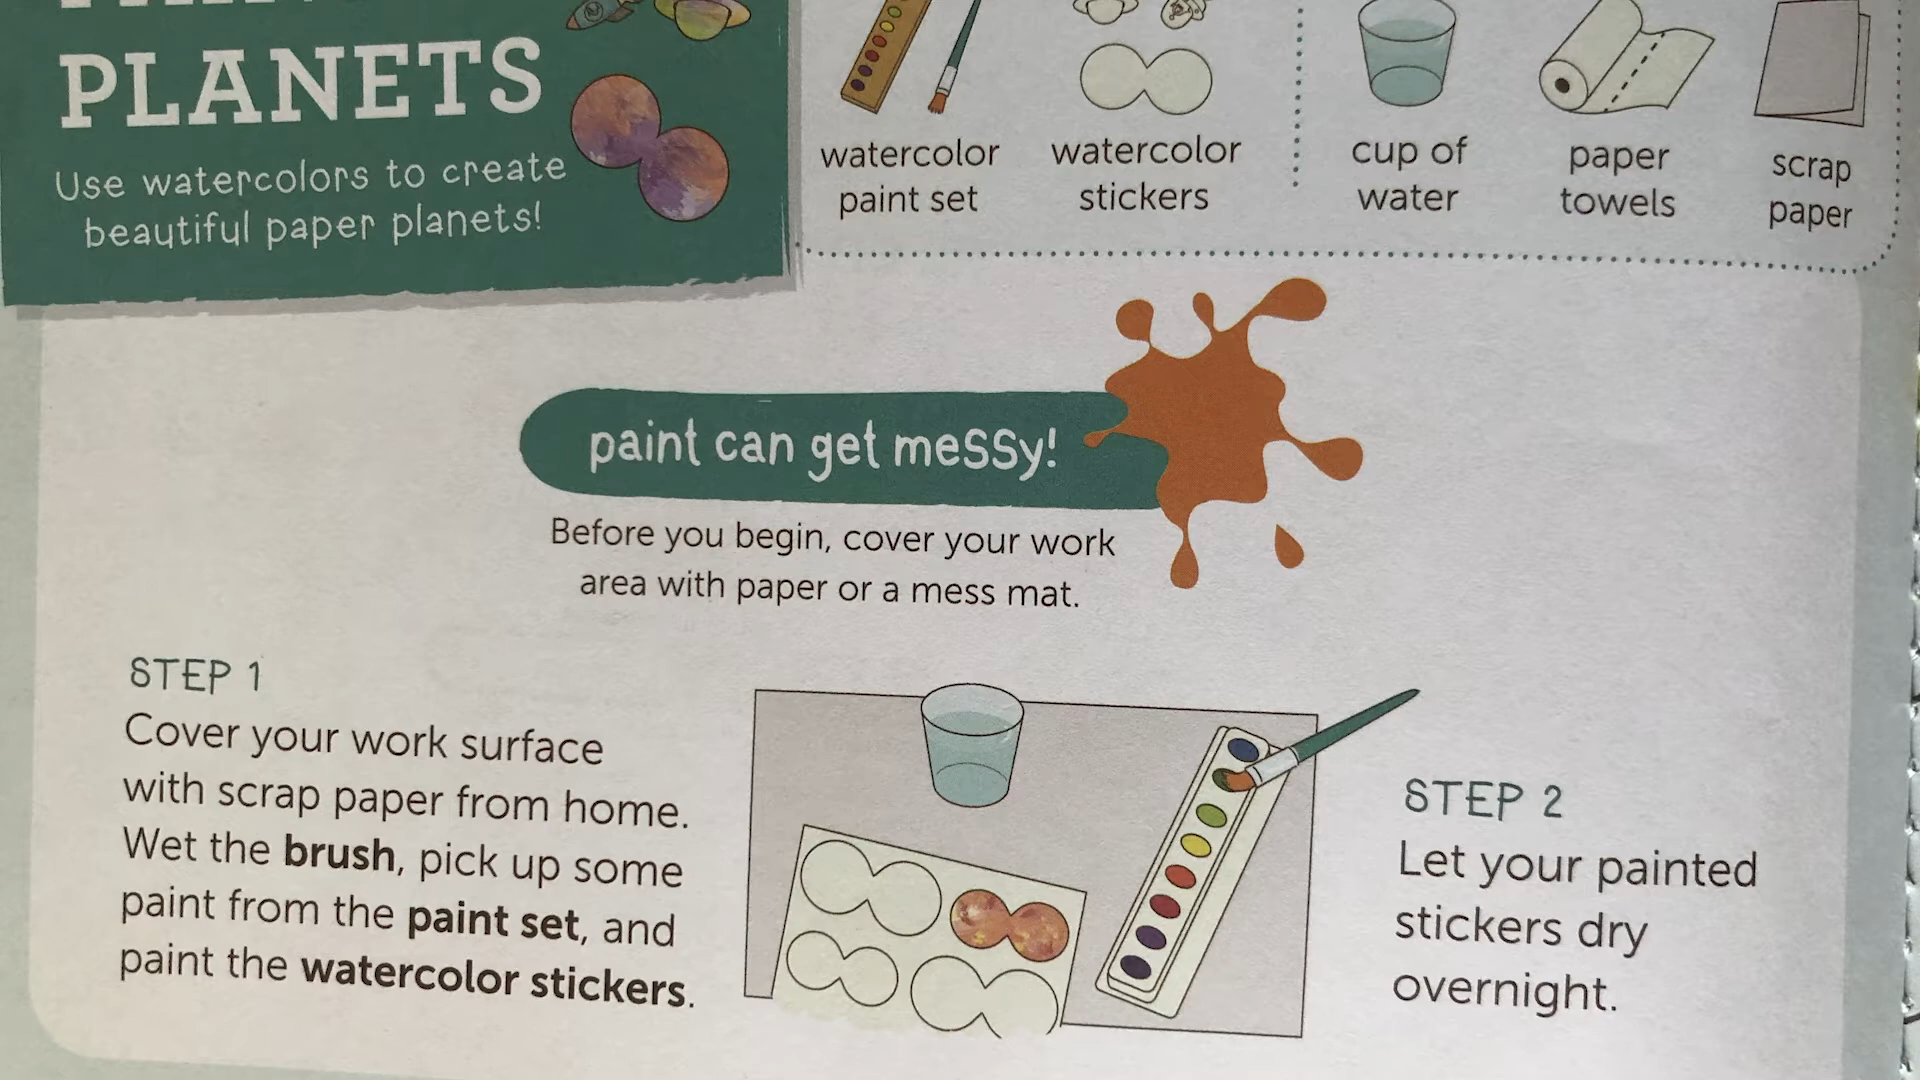 PLANETS
Use watercolors to create
beautiful paper planets!
watercolor
paint set
watercolor
stickers
cup of
water
paper
towels
scrap
paper
paint can get messy!
Before you begin, cover your work
area with paper or a mess mat.
STEP 1
Cover your work surface
with scrap paper from home.
Wet the brush, pick up some
paint from the paint set, and
paint the watercolor stickers.
STEP 2
Let your painted
stickers dry
overnight.